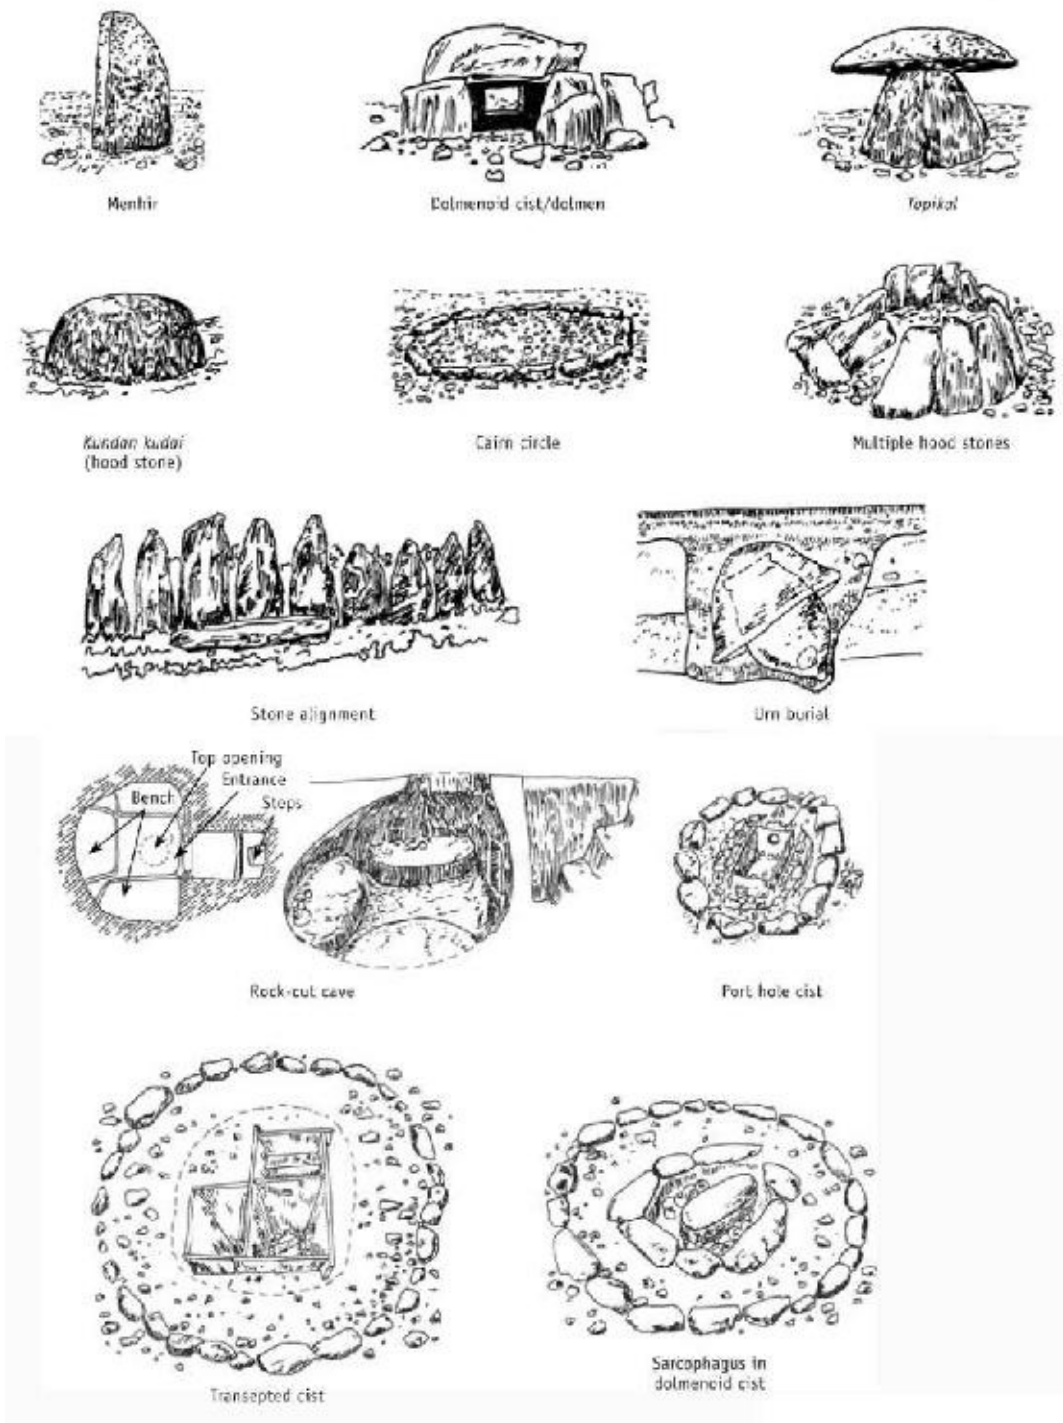 Menhir
Dolmenoid cist/dolmen
Topikal
Kundan kudai
(hood stone)
Cairn circle
Multiple hood stones
Stone alignment
Urn burial
Top opening
Entrance
Bench
Steps
Rock-cut cave
Port hole cist
Transepted cist
Sarcophagus in
dolmenoid cist